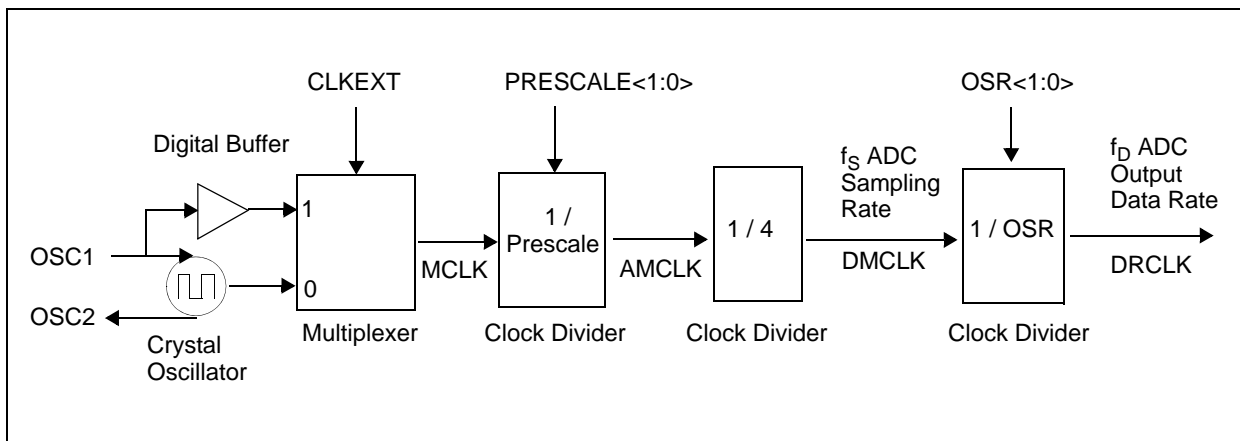 CLKEXT
PRESCALE<1:0>
OSR<1:0>
Digital Buffer
fS ADC
Sampling
Rate
fD ADC
Output
Data Rate
1
1 /
Prescale
1 / 4
1 / OSR
OSC1
MCLK
AMCLK
DMCLK
DRCLK
0
OSC2
Multiplexer
Clock Divider
Clock Divider
Clock Divider
Crystal
Oscillator